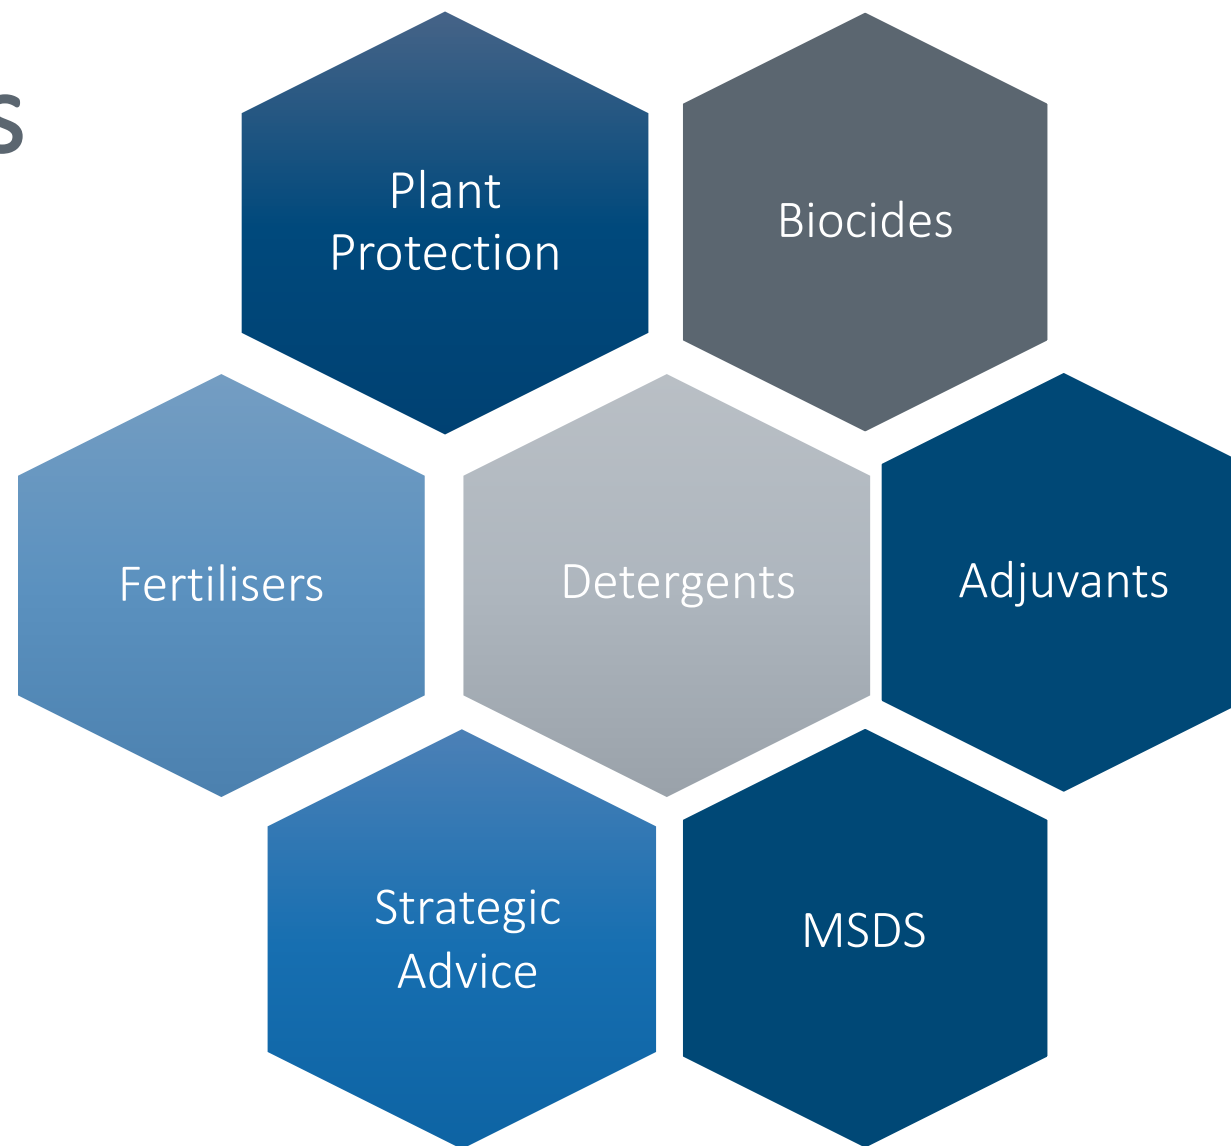 s
Plant
Protection
Biocides
Fertilisers
Detergents
Adjuvants
Strategic
Advice
MSDS